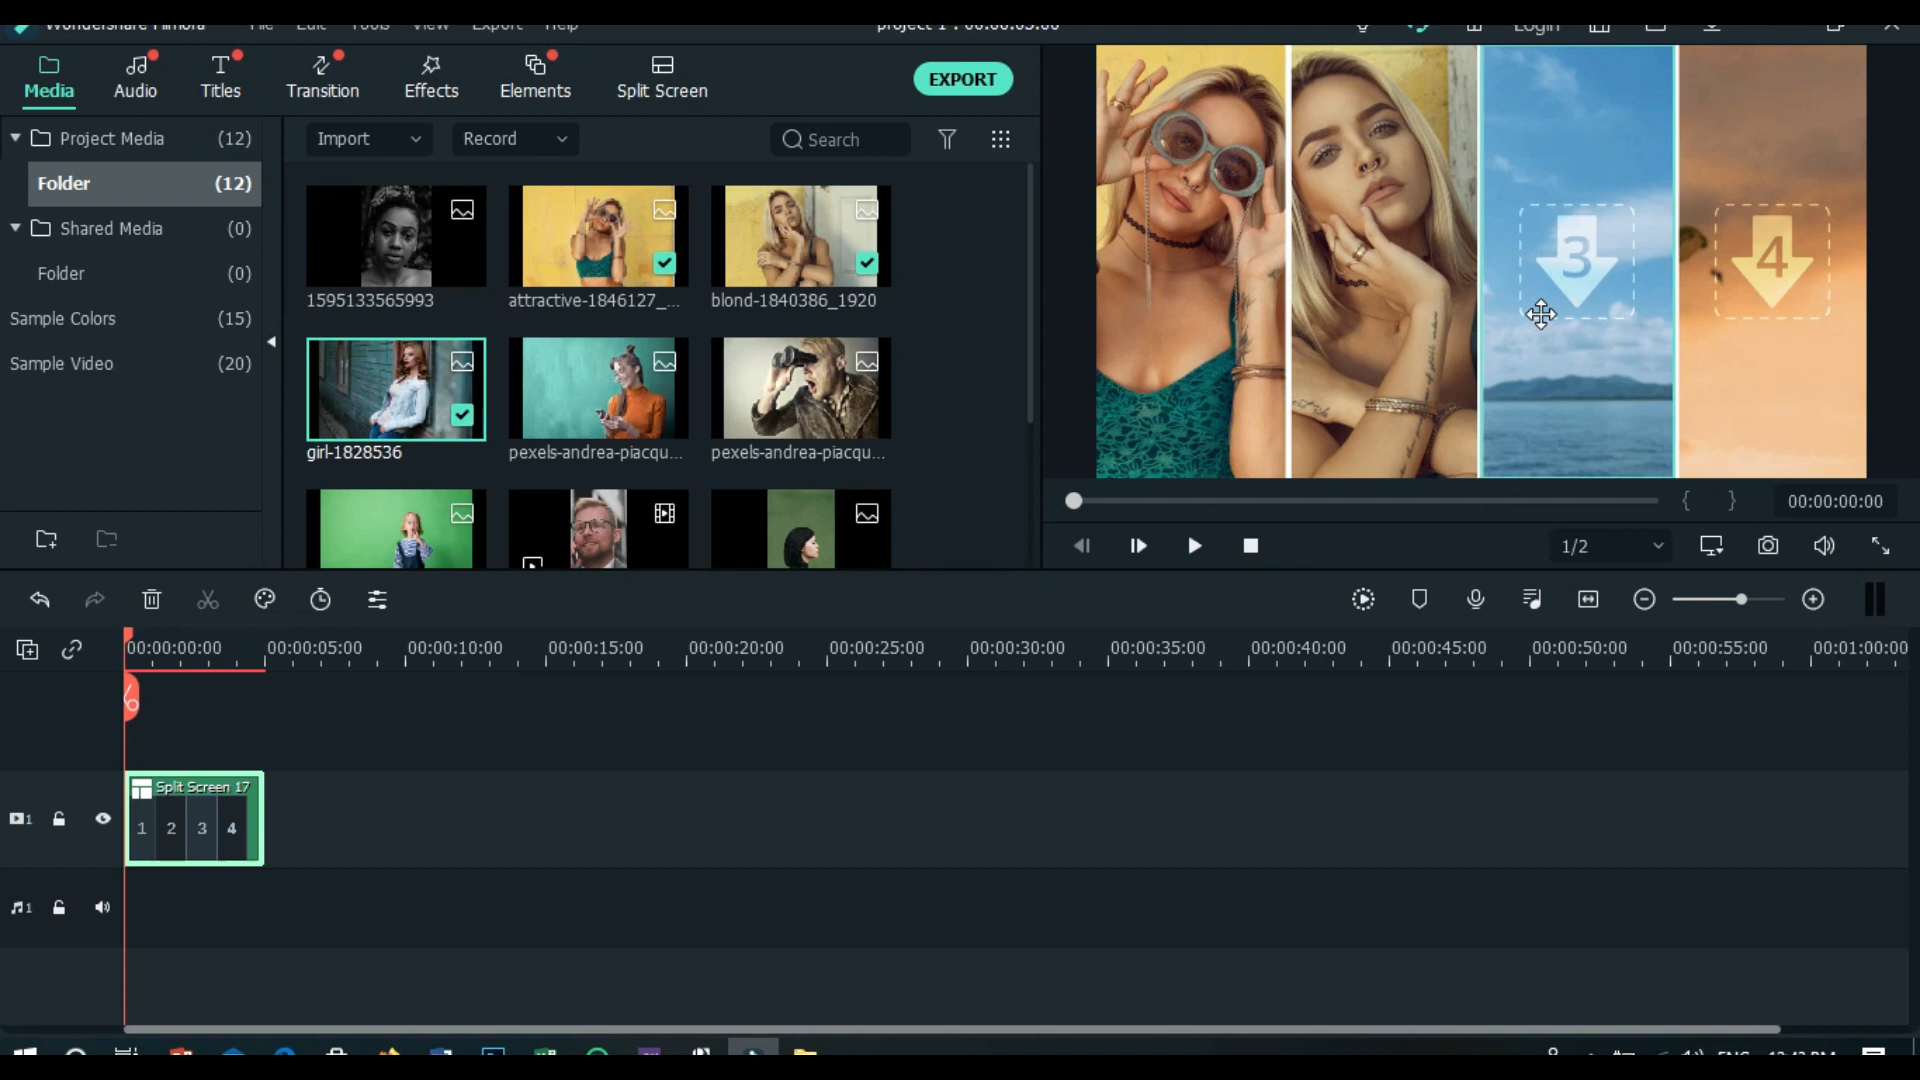 Wondershare Filmora File Edit Tools View Export Help project 1 : 00:00:05:00 Login
Media Audio Titles Transition Effects Elements Split Screen EXPORT
Project Media (12)
Folder (12)
Shared Media (0)
Folder (0)
Sample Colors (15)
Sample Video (20)
Import Record Search
1595133565993 attractive-1846127_... blond-1840386_1920
girl-1828536 pexels-andrea-piacqu... pexels-andrea-piacqu...
3 4
{ } 00:00:00:00
1/2
00:00:00:00 00:00:05:00 00:00:10:00 00:00:15:00 00:00:20:00 00:00:25:00 00:00:30:00 00:00:35:00 00:00:40:00 00:00:45:00 00:00:50:00 00:00:55:00 00:01:00:00
Split Screen 17
1 1 2 3 4
1
ENG 12:43 PM